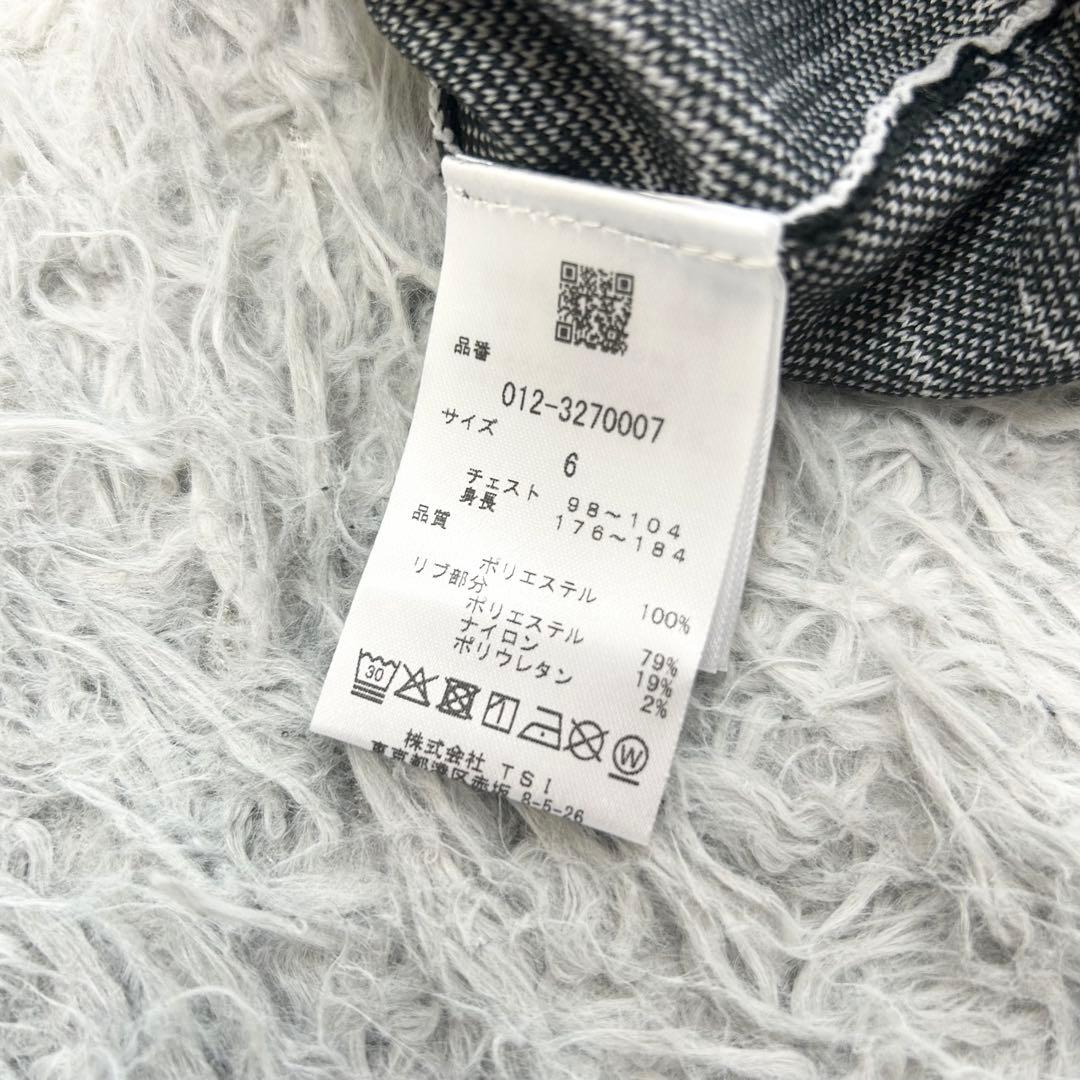 品番
012-3270007
サイズ
6
チェスト 98~104
身長 176~184
品質
ポリエステル 100%
リブ部分
ポリエステル 79%
ナイロン 19%
ポリウレタン 2%
30
W
株式会社 TSI
東京都港区赤坂 8-5-26